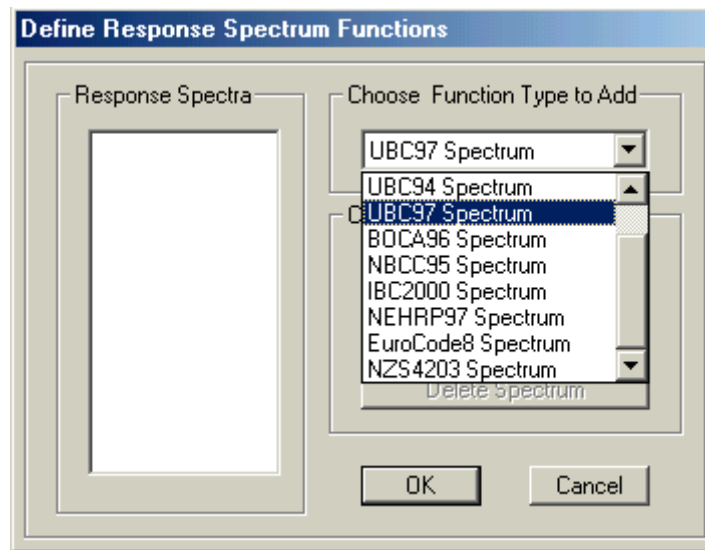 Define Response Spectrum Functions
Response Spectra
Choose Function Type to Add
UBC97 Spectrum
UBC94 Spectrum
UBC97 Spectrum
BOCA96 Spectrum
NBCC95 Spectrum
IBC2000 Spectrum
NEHRP97 Spectrum
EuroCode8 Spectrum
NZS4203 Spectrum
Delete Spectrum
OK
Cancel